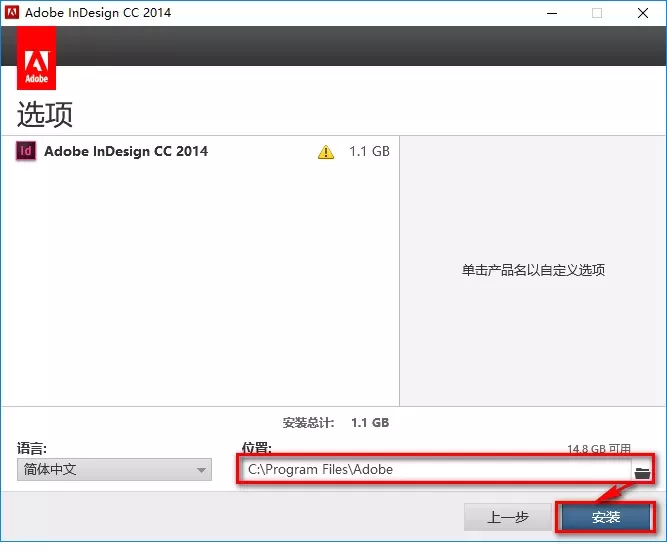 Adobe InDesign CC 2014
Adobe
选项
Id Adobe InDesign CC 2014 1.1 GB
单击产品名以自定义选项
安装总计: 1.1 GB
语言: 位置: 14.8 GB 可用
简体中文 C:\Program Files\Adobe
上一步 安装